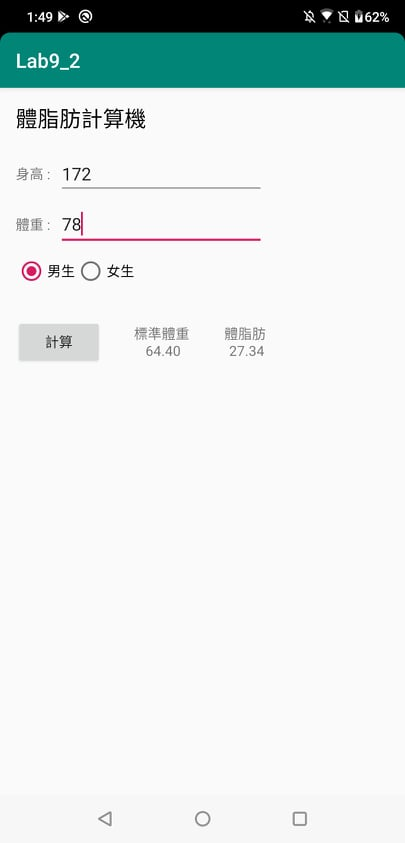 1:49
62%
Lab9_2
體脂肪計算機
身高 : 172
體重 : 78
男生 女生
計算
標準體重 體脂肪
64.40 27.34